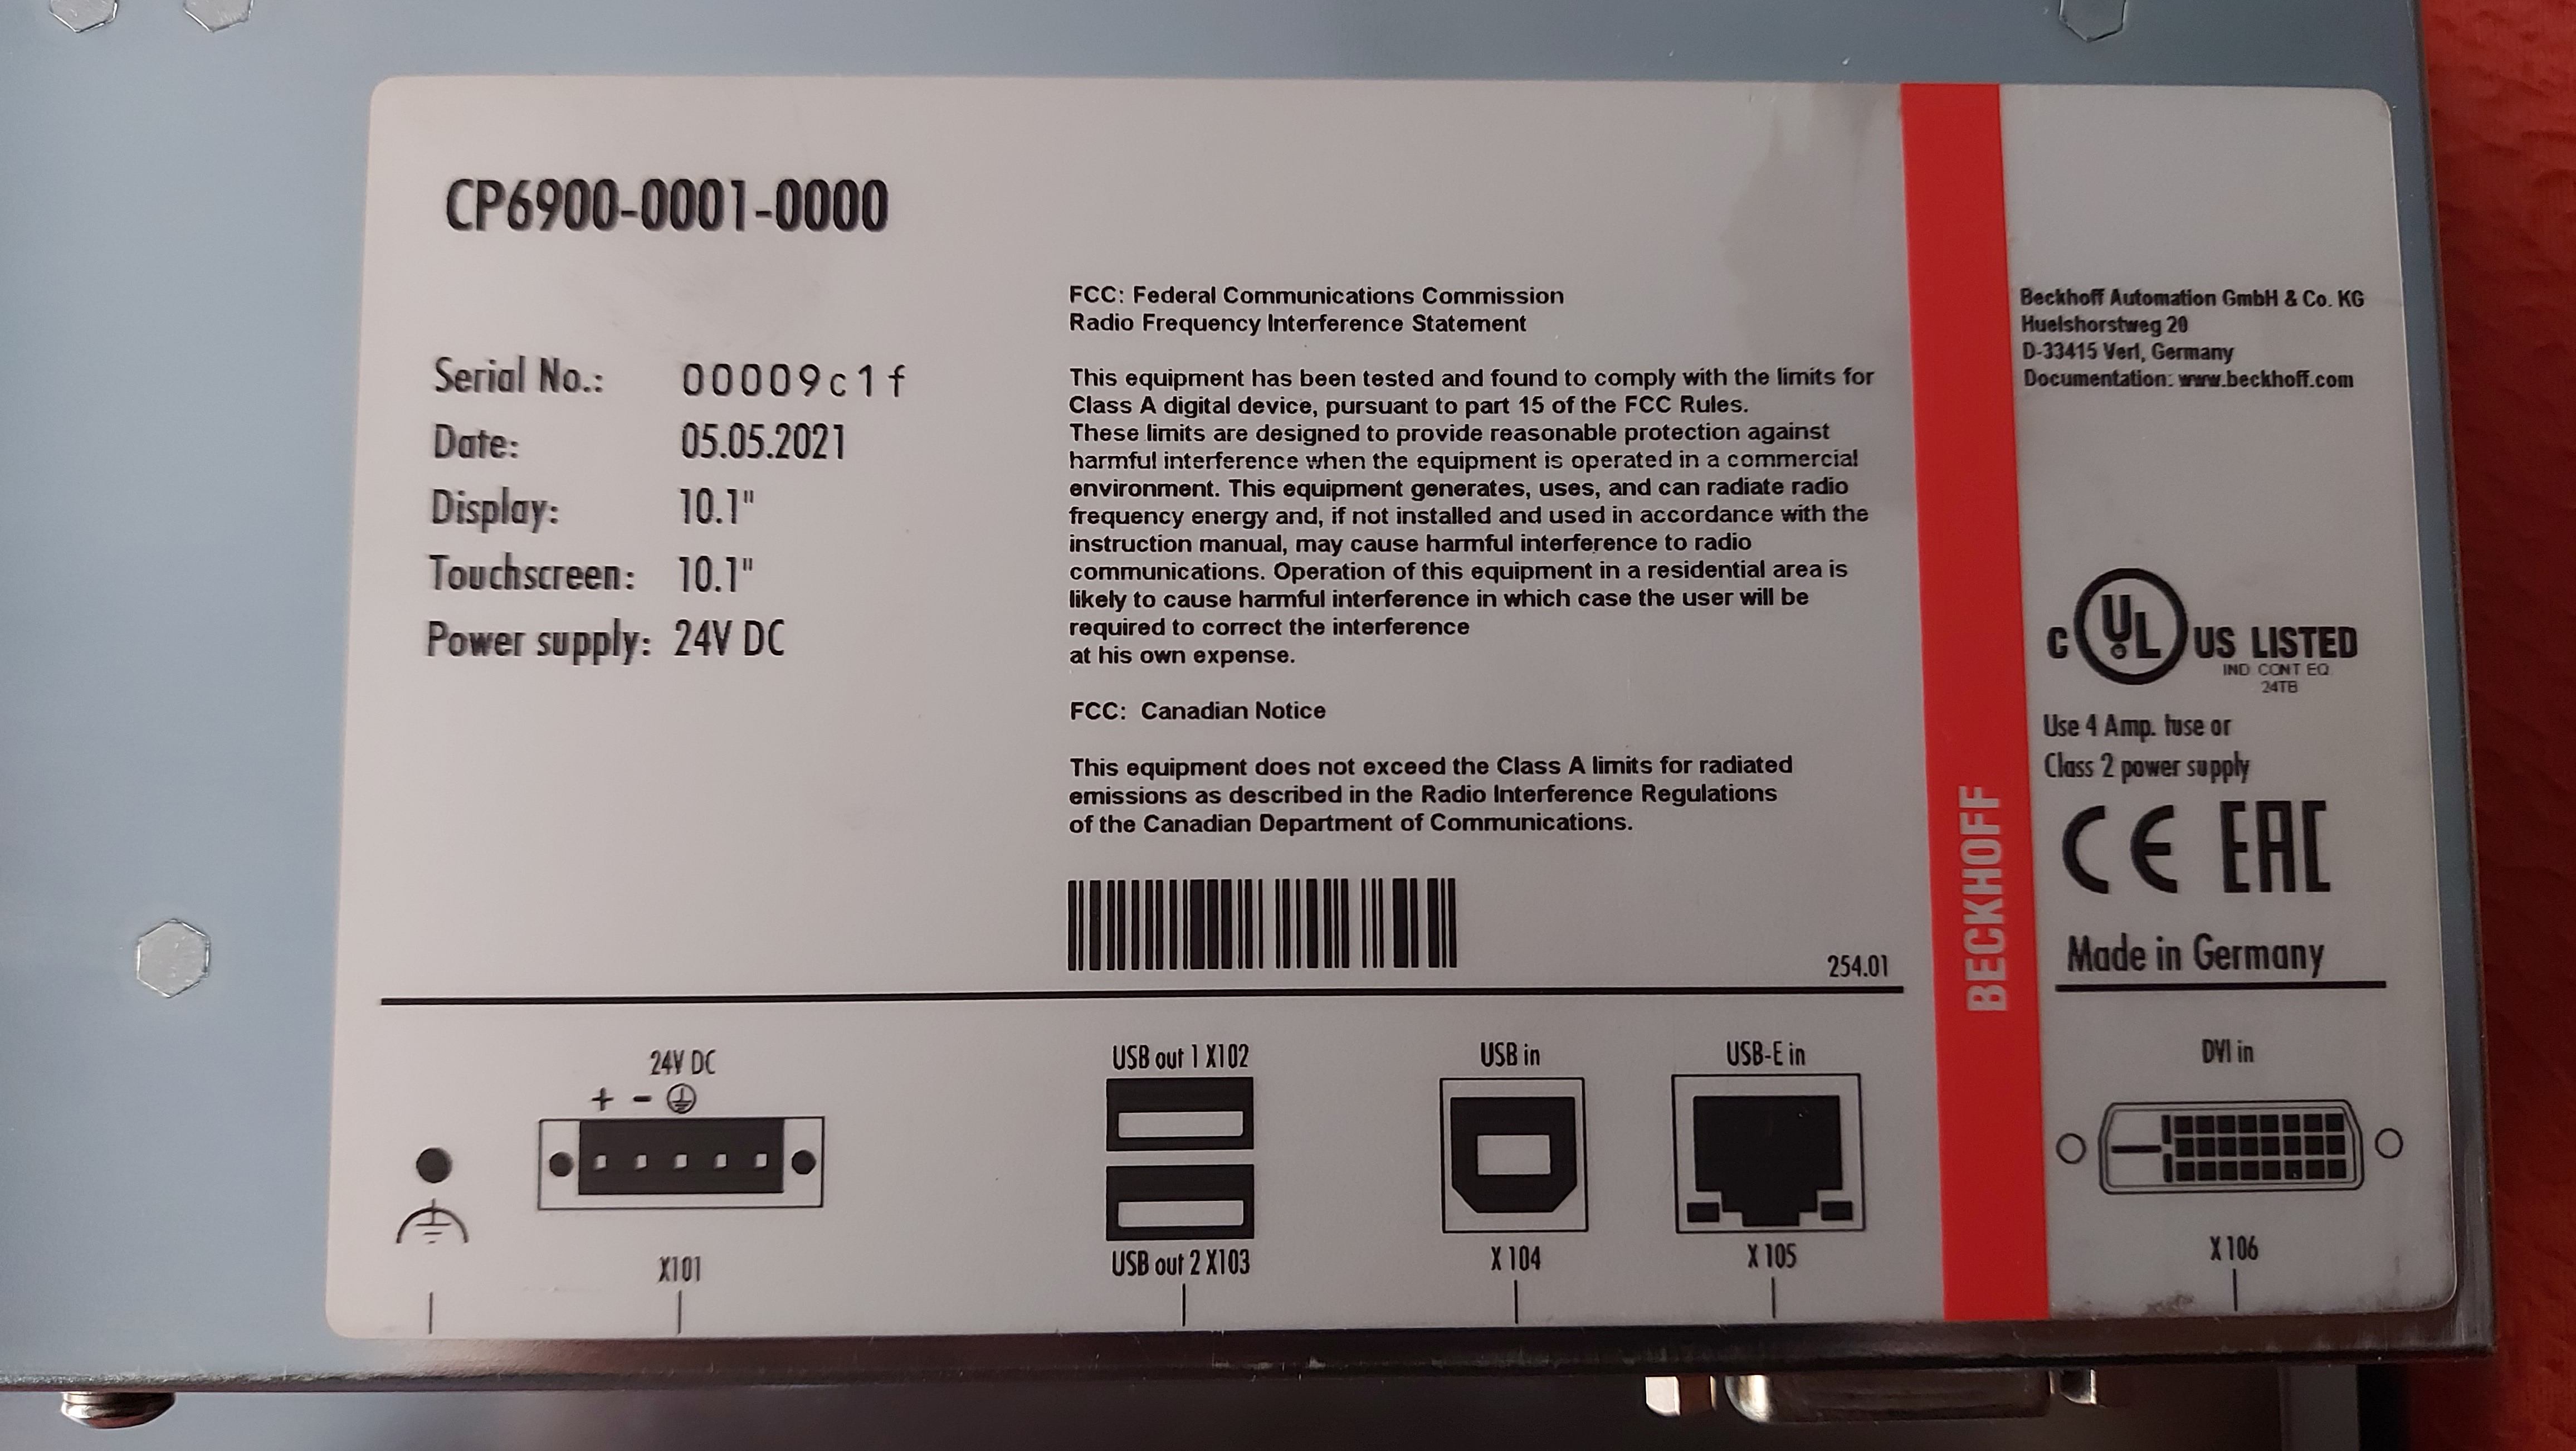 CP6900-0001-0000
Serial No.: 00009c1f
Date: 05.05.2021
Display: 10.1"
Touchscreen: 10.1"
Power supply: 24V DC
FCC: Federal Communications Commission
Radio Frequency Interference Statement
This equipment has been tested and found to comply with the limits for
Class A digital device, pursuant to part 15 of the FCC Rules.
These limits are designed to provide reasonable protection against
harmful interference when the equipment is operated in a commercial
environment. This equipment generates, uses, and can radiate radio
frequency energy and, if not installed and used in accordance with the
instruction manual, may cause harmful interference to radio
communications. Operation of this equipment in a residential area is
likely to cause harmful interference in which case the user will be
required to correct the interference
at his own expense.
FCC: Canadian Notice
This equipment does not exceed the Class A limits for radiated
emissions as described in the Radio Interference Regulations
of the Canadian Department of Communications.
254.01
BECKHOFF
Beckhoff Automation GmbH & Co. KG
Huelshorstweg 20
D-33415 Verl, Germany
Documentation: www.beckhoff.com
C UL US LISTED
IND CONT EQ
24TB
Use 4 Amp. fuse or
Class 2 power supply
CE EAC
Made in Germany
24V DC
+ -
X101
USB out 1 X102
USB out 2 X103
USB in
X 104
USB-E in
X 105
DVI in
X 106